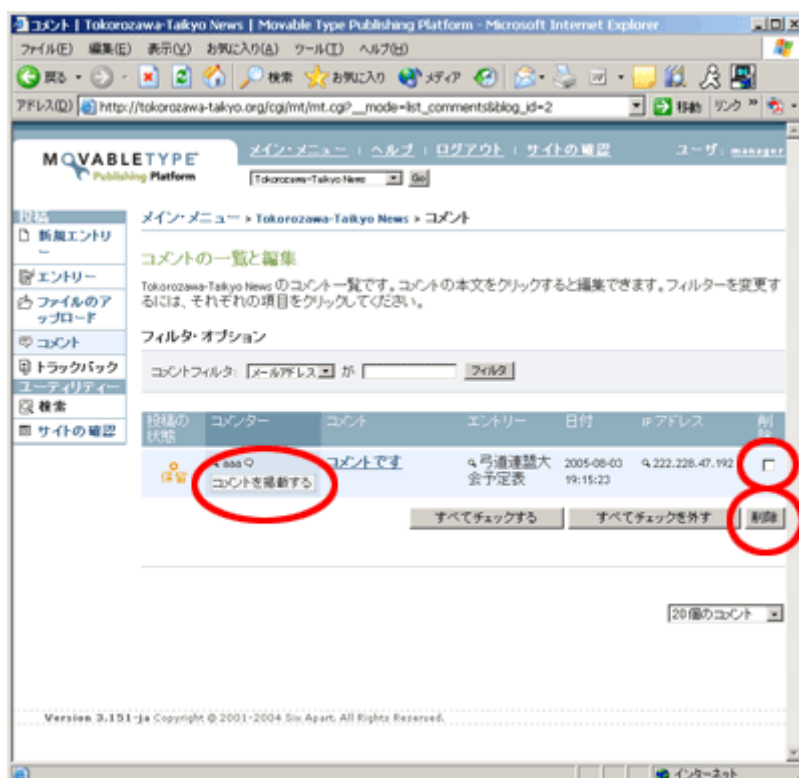 コメント | Tokorozawa-Taikyo News | Movable Type Publishing Platform - Microsoft Internet Explorer
ファイル(F) 編集(E) 表示(V) お気に入り(A) ツール(T) ヘルプ(H)
戻る 検索 お気に入り メディア
アドレス(D) http://tokorozawa-taikyo.org/cgi/mt/mt.cgi?__mode=list_comments&blog_id=2 移動 リンク »
MOVABLETYPE
Publishing Platform
メイン・メニュー | ヘルプ | ログアウト | サイトの確認 ユーザ: manager
Tokorozawa-Taikyo News Go
投稿
新規エントリ
ー
エントリー
ファイルのア
ップロード
コメント
トラックバック
ユーティリティー
検索
サイトの確認
メイン・メニュー > Tokorozawa-Taikyo News > コメント
コメントの一覧と編集
Tokorozawa-Taikyo News のコメント一覧です。コメントの本文をクリックすると編集できます。フィルターを変更す
るには、それぞれの項目をクリックしてください。
フィルタ・オプション
コメントフィルタ: メールアドレス が フィルタ
投稿の
状態 コメンター コメント エントリー 日付 IPアドレス 削
除
保留 aaa コメントです 弓道連盟大
会予定表 2005-08-03
19:15:23 222.228.47.192
コメントを掲載する
すべてチェックする すべてチェックを外す 削除
20個のコメント
Version 3.151-ja Copyright © 2001-2004 Six Apart. All Rights Reserved.
インターネット